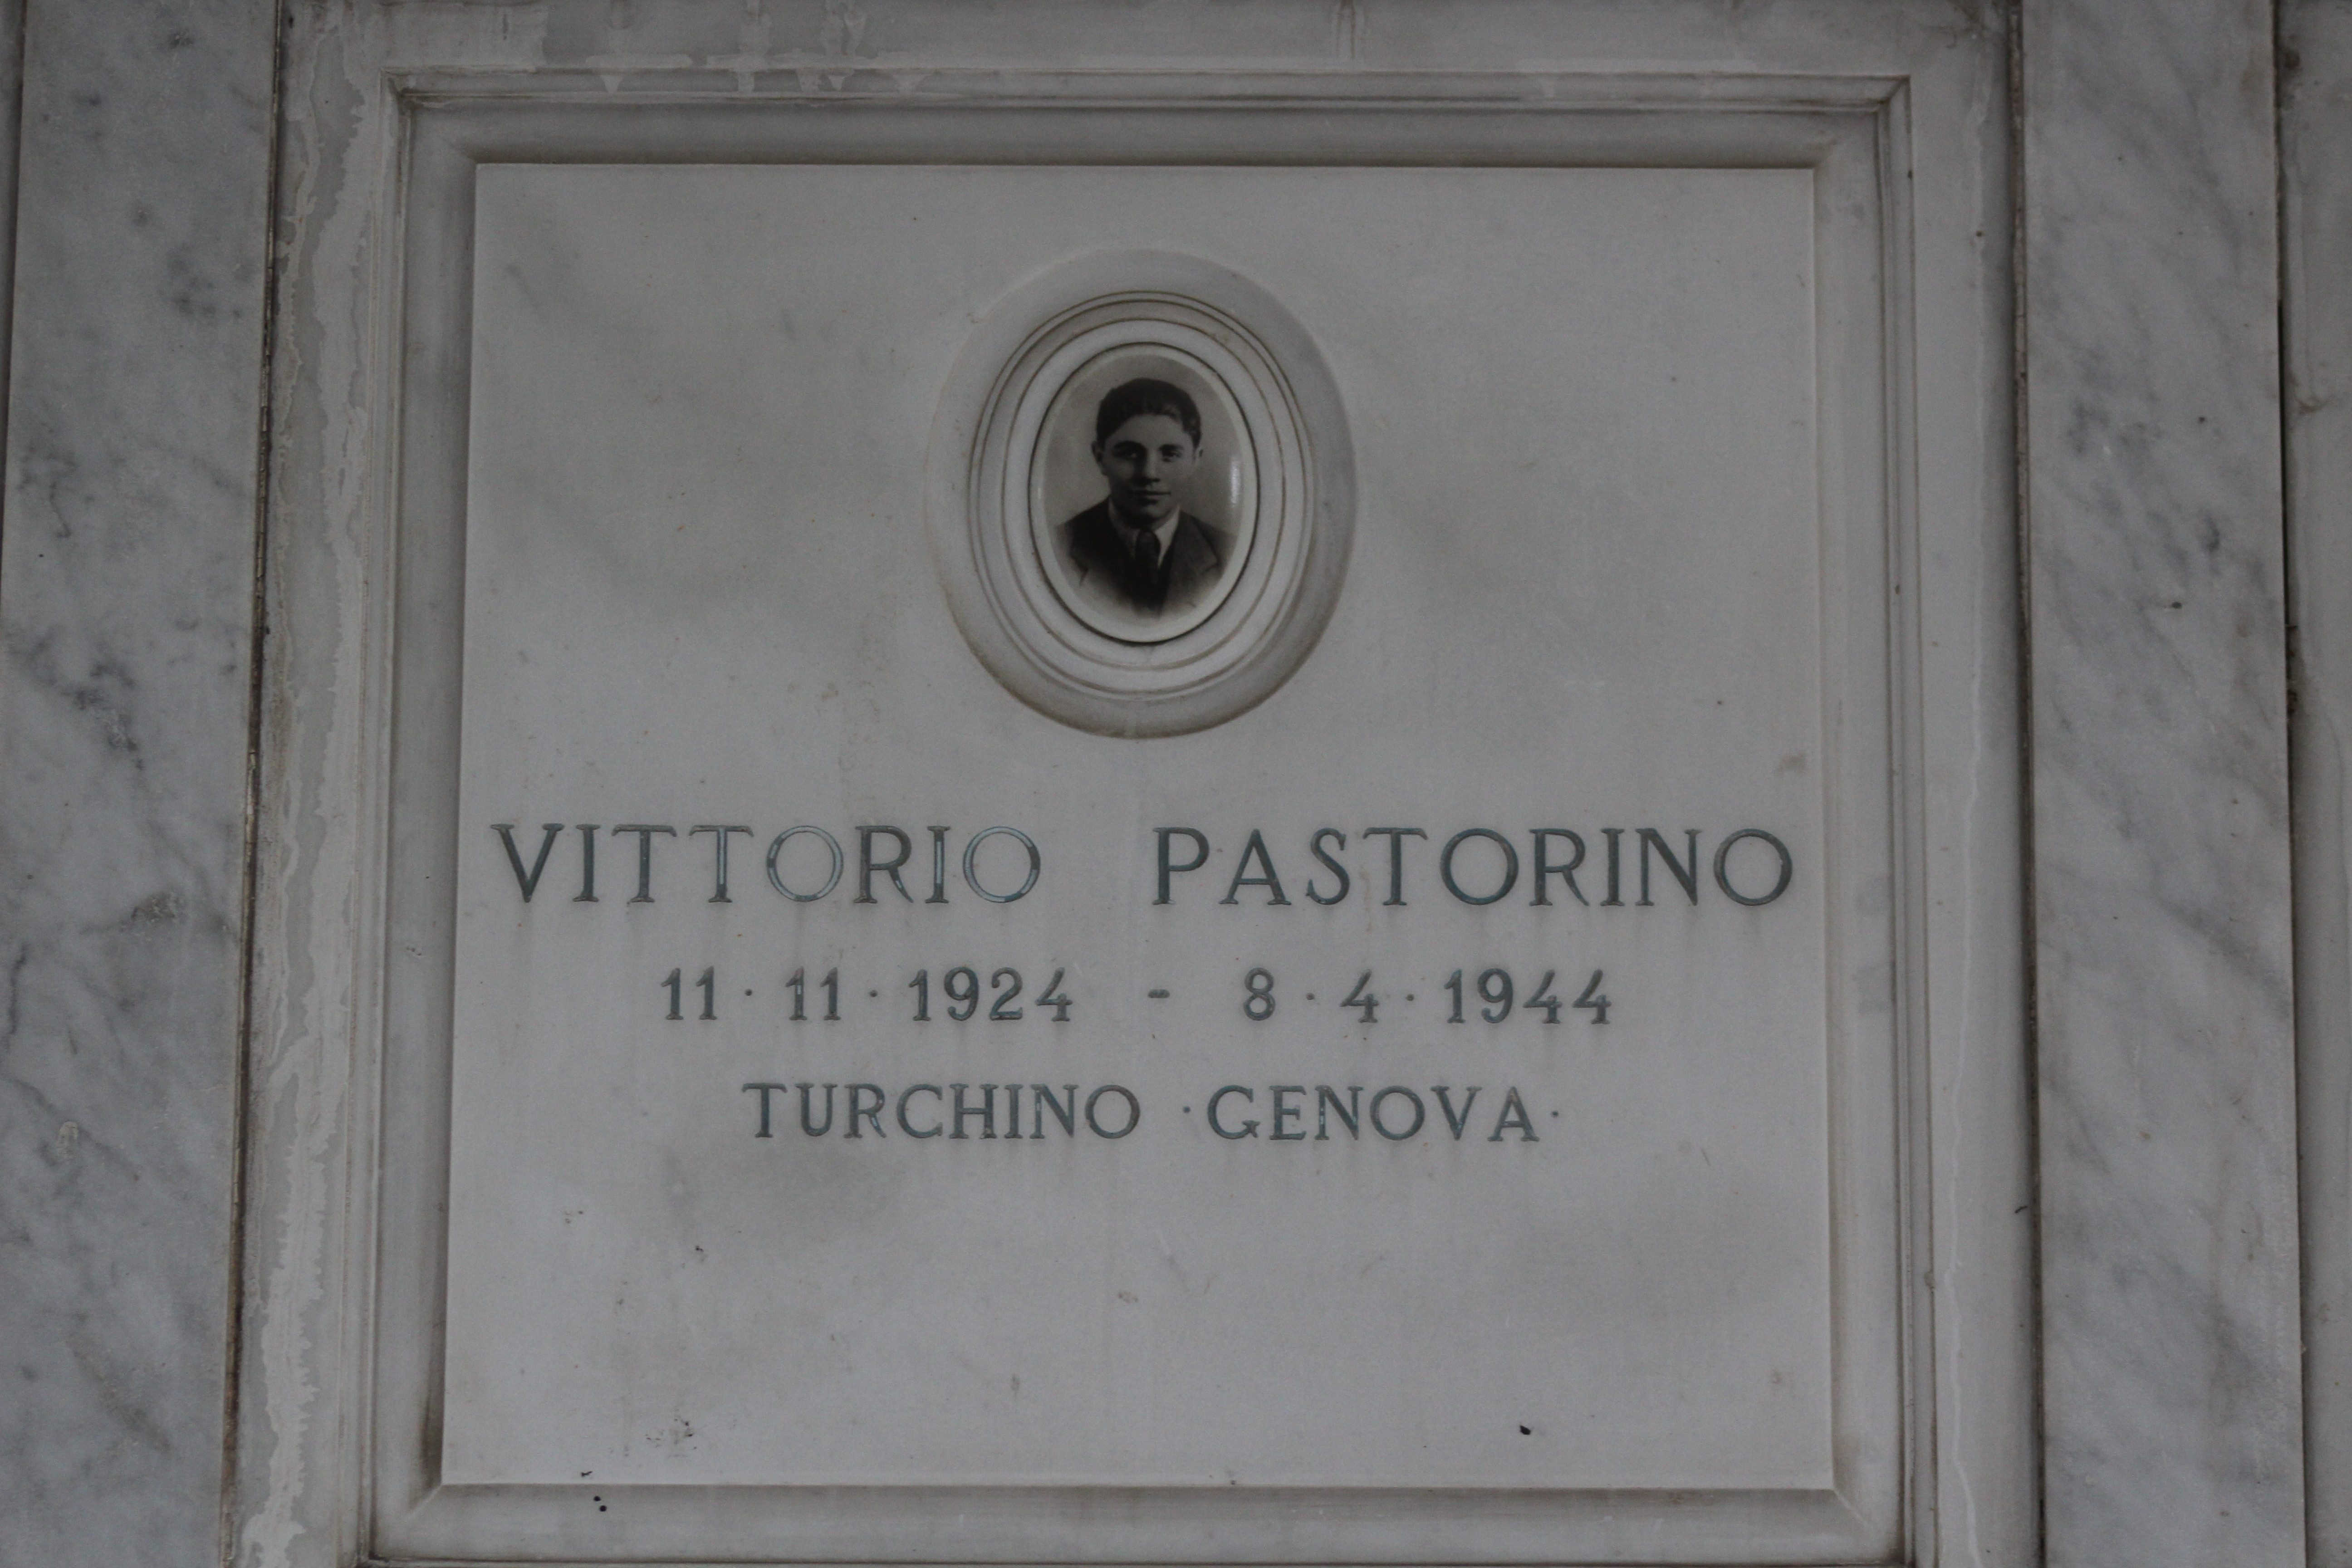 VITTORIO PASTORINO
11·11·1924 - 8·4·1944
TURCHINO ·GENOVA·